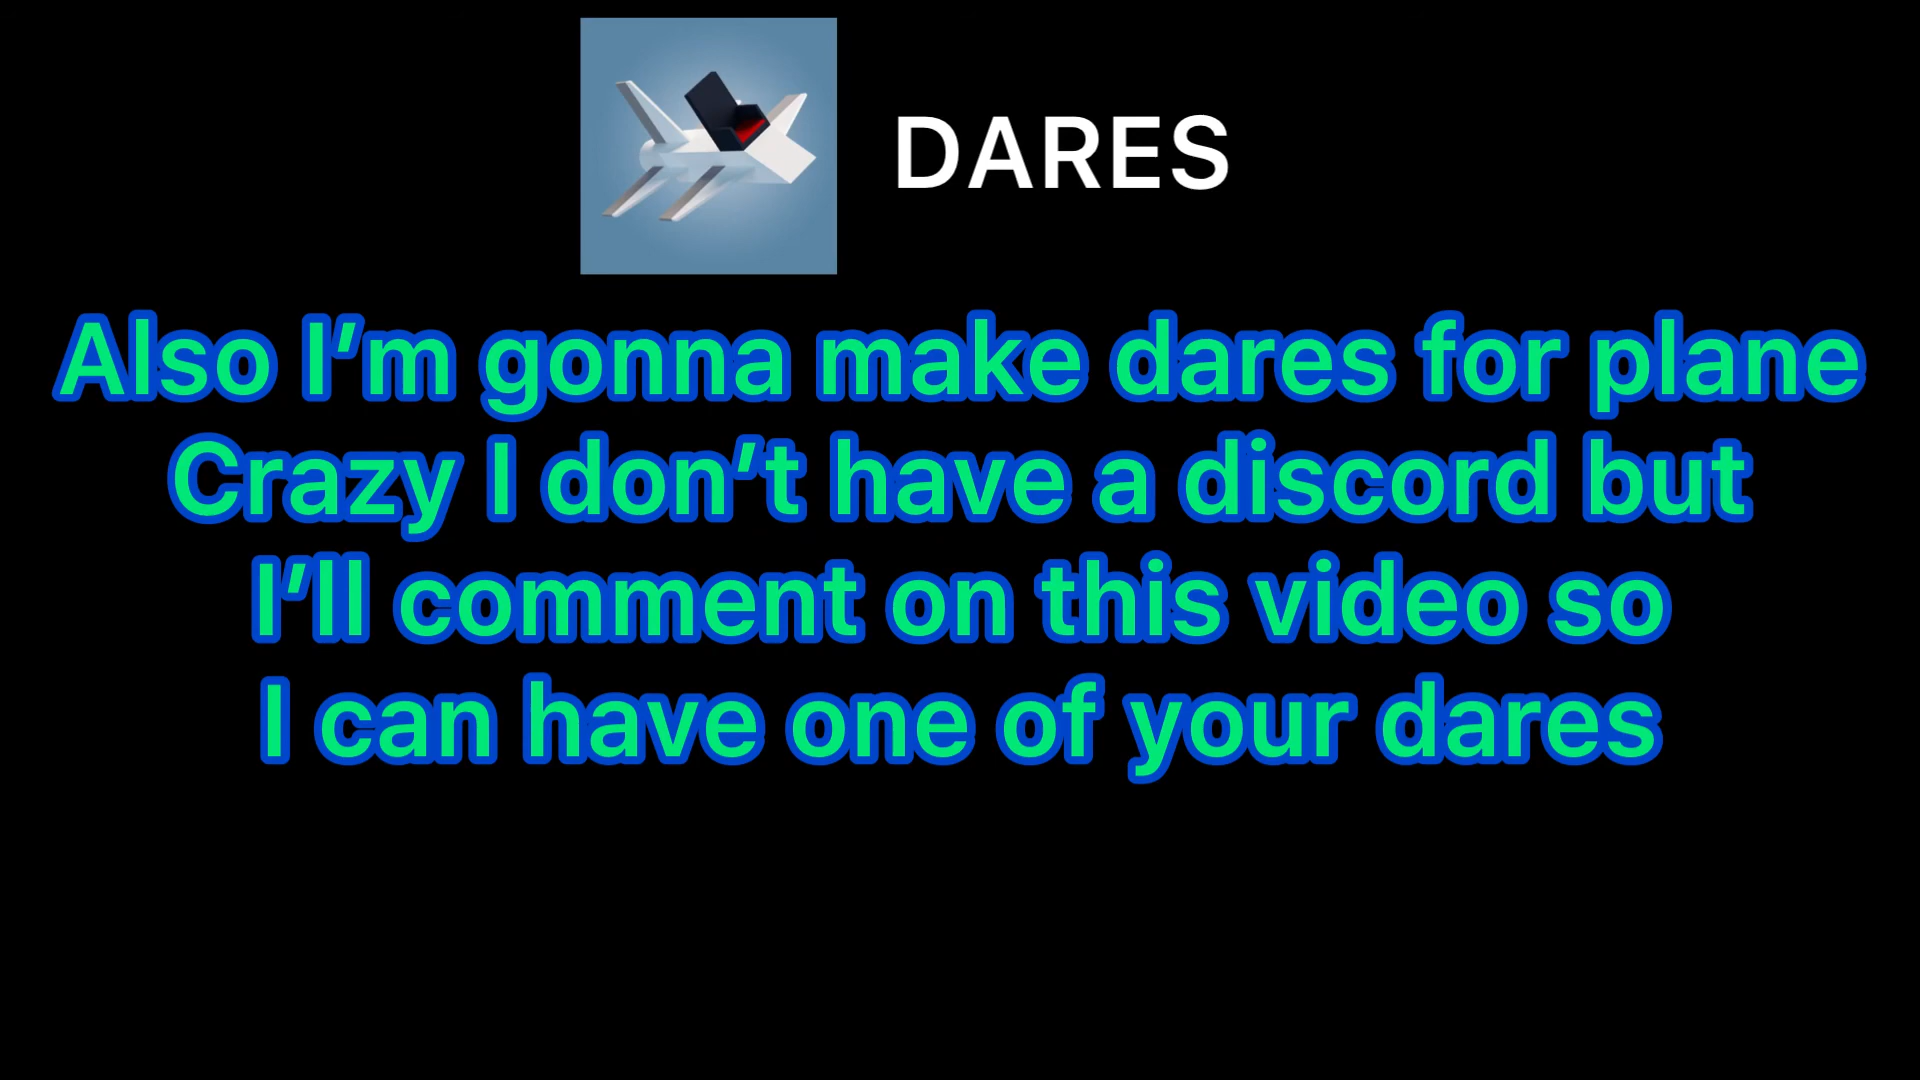 DARES
Also I’m gonna make dares for plane
Crazy I don’t have a discord but
I’ll comment on this video so
I can have one of your dares